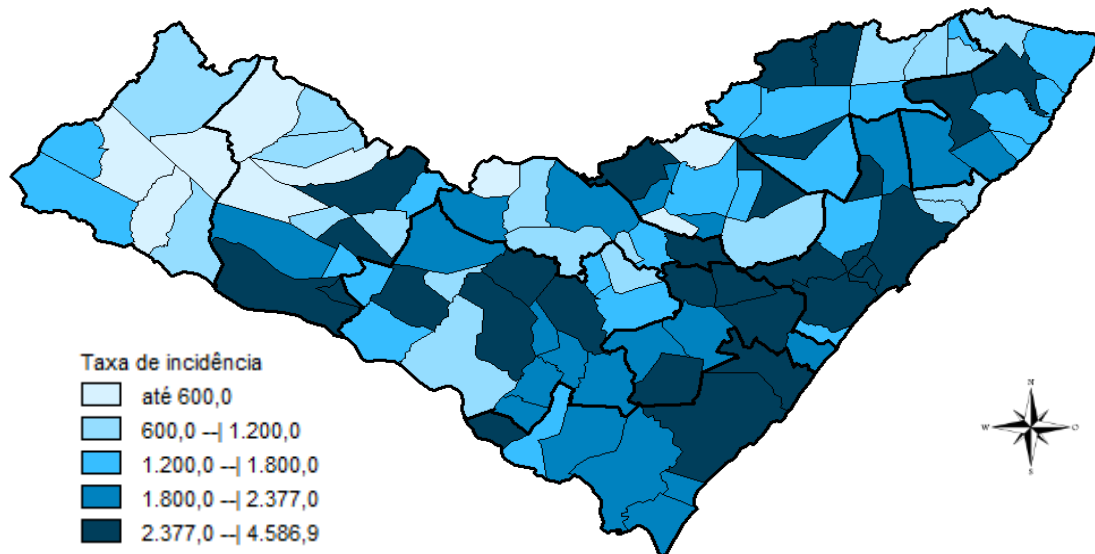 Taxa de incidência
até 600,0
600,0 --| 1.200,0
1.200,0 --| 1.800,0
1.800,0 --| 2.377,0
2.377,0 --| 4.586,9
N
W
O
S